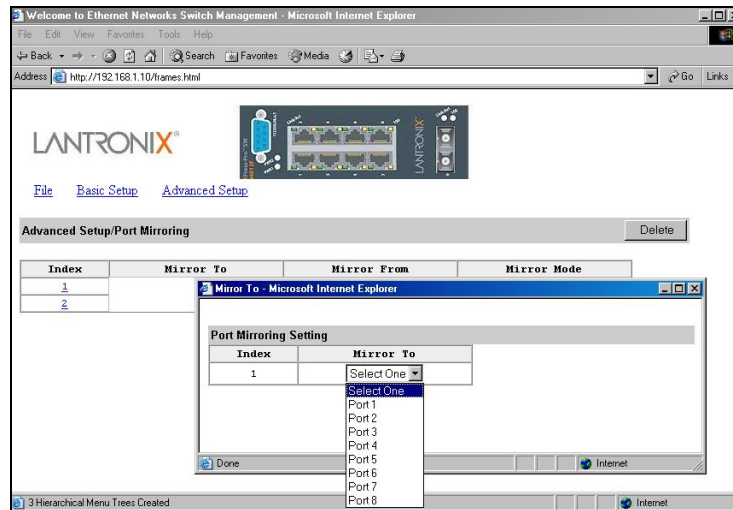 Welcome to Ethernet Networks Switch Management - Microsoft Internet Explorer
File Edit View Favorites Tools Help
Back Search Favorites Media
Address http://192.168.1.10/frames.html Go Links
LANTRONIX®
LANTRONIX
File Basic Setup Advanced Setup
Advanced Setup/Port Mirroring Delete
Index Mirror To Mirror From Mirror Mode
1
2
Mirror To - Microsoft Internet Explorer
Port Mirroring Setting
Index Mirror To
1 Select One
Select One
Port 1
Port 2
Port 3
Port 4
Port 5
Port 6
Port 7
Port 8
Done Internet
3 Hierarchical Menu Trees Created Internet